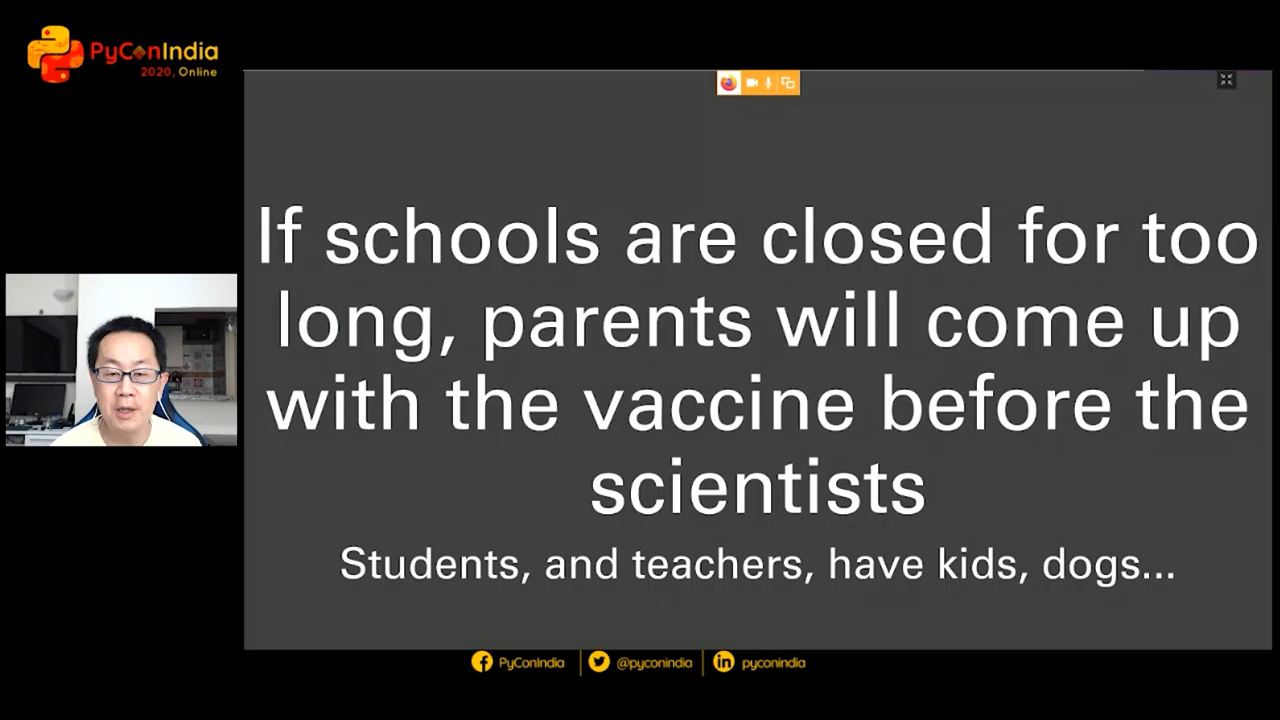 PyConIndia
2020, Online
If schools are closed for too
long, parents will come up
with the vaccine before the
scientists
Students, and teachers, have kids, dogs...
PyConIndia
@pyconindia
pyconindia